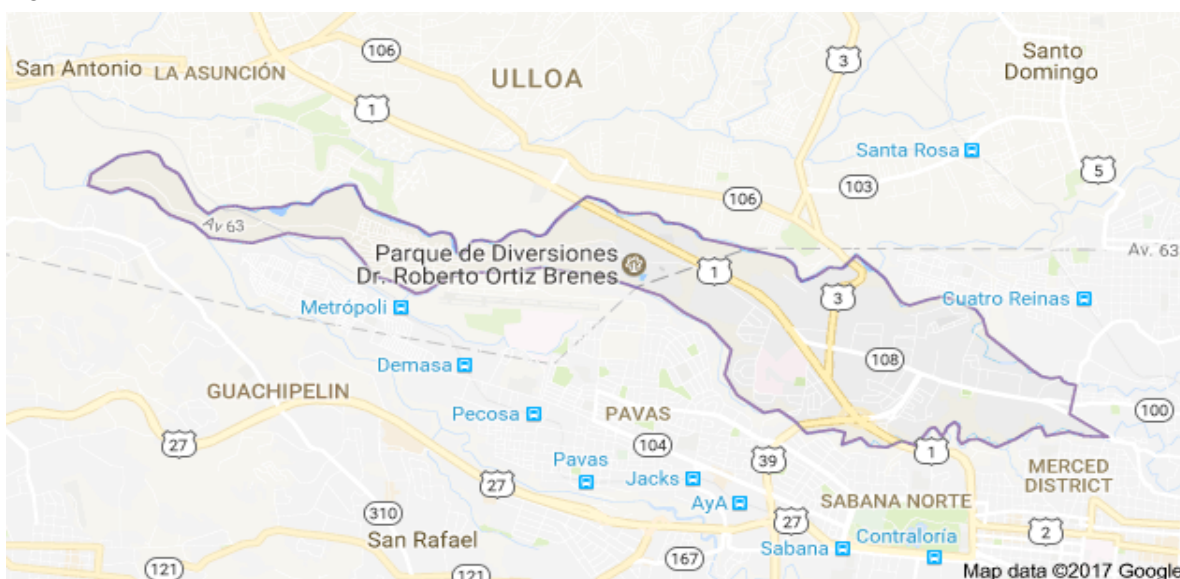 106
3
Santo
Domingo
San Antonio
LA ASUNCIÓN
ULLOA
1
Santa Rosa
5
103
106
Av 63
Av. 63
Parque de Diversiones
Dr. Roberto Ortiz Brenes
1
3
Cuatro Reinas
Metrópoli
Demasa
108
GUACHIPELIN
Pecosa
PAVAS
100
27
104
1
39
Pavas
Jacks
MERCED
DISTRICT
27
AyA
SABANA NORTE
310
San Rafael
27
Contraloría
2
Sabana
167
121
121
Map data ©2017 Google